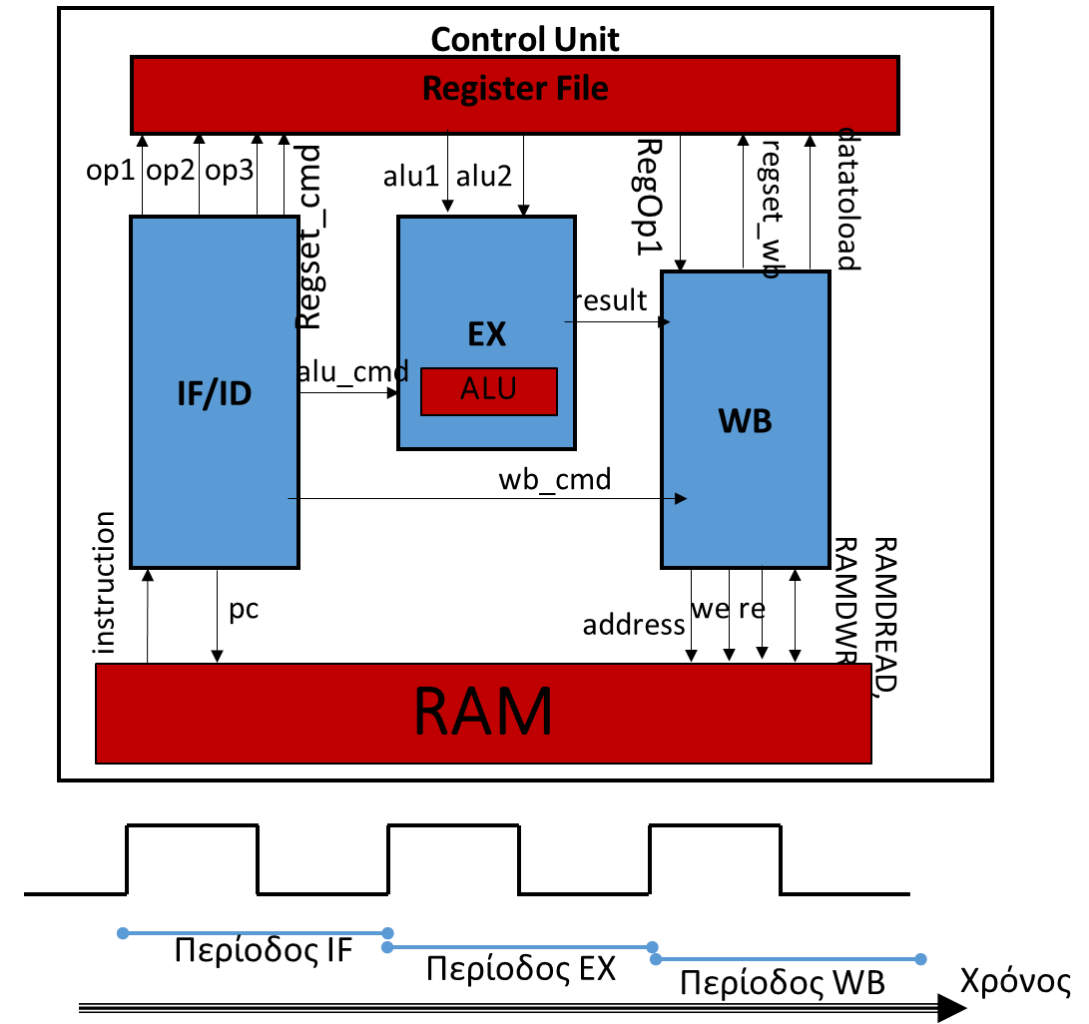 Control Unit
Register File
op1 op2 op3
Regset_cmd
alu1 alu2
RegOp1
regset_wb
datatoload
result
EX
alu_cmd
ALU
IF/ID
WB
wb_cmd
instruction
pc
address
we re
RAMDREAD,
RAMDWR
RAM
Περίοδος IF
Περίοδος EX
Περίοδος WB
Χρόνος